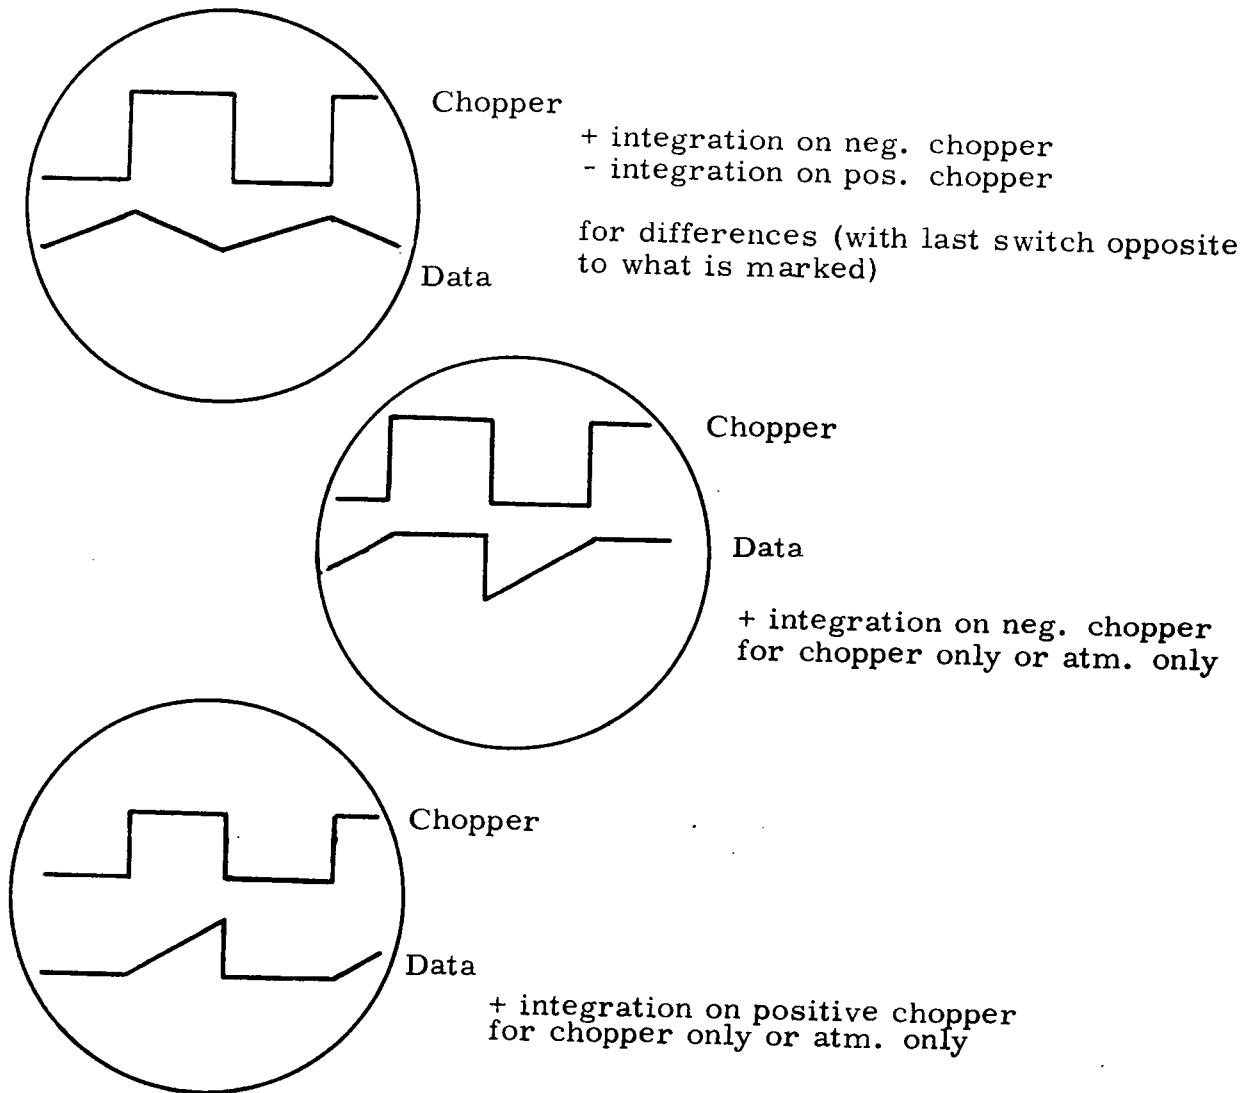 Chopper
+ integration on neg. chopper
- integration on pos. chopper
for differences (with last switch opposite
to what is marked)
Data
Chopper
Data
+ integration on neg. chopper
for chopper only or atm. only
Chopper
Data
+ integration on positive chopper
for chopper only or atm. only